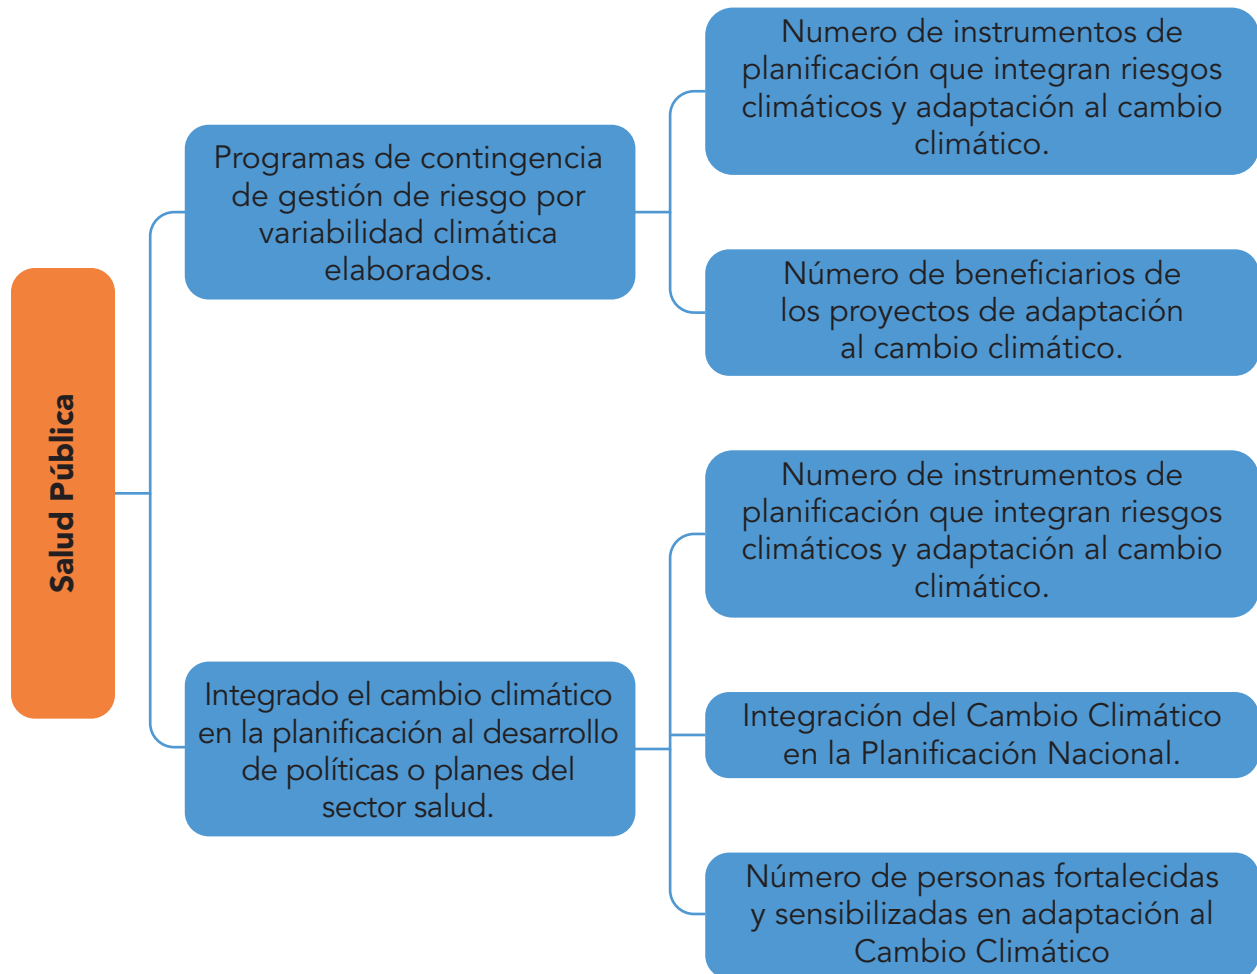 Salud Pública
Programas de contingencia
de gestión de riesgo por
variabilidad climática
elaborados.
Numero de instrumentos de
planificación que integran riesgos
climáticos y adaptación al cambio
climático.
Número de beneficiarios de
los proyectos de adaptación
al cambio climático.
Integrado el cambio climático
en la planificación al desarrollo
de políticas o planes del
sector salud.
Numero de instrumentos de
planificación que integran riesgos
climáticos y adaptación al cambio
climático.
Integración del Cambio Climático
en la Planificación Nacional.
Número de personas fortalecidas
y sensibilizadas en adaptación al
Cambio Climático